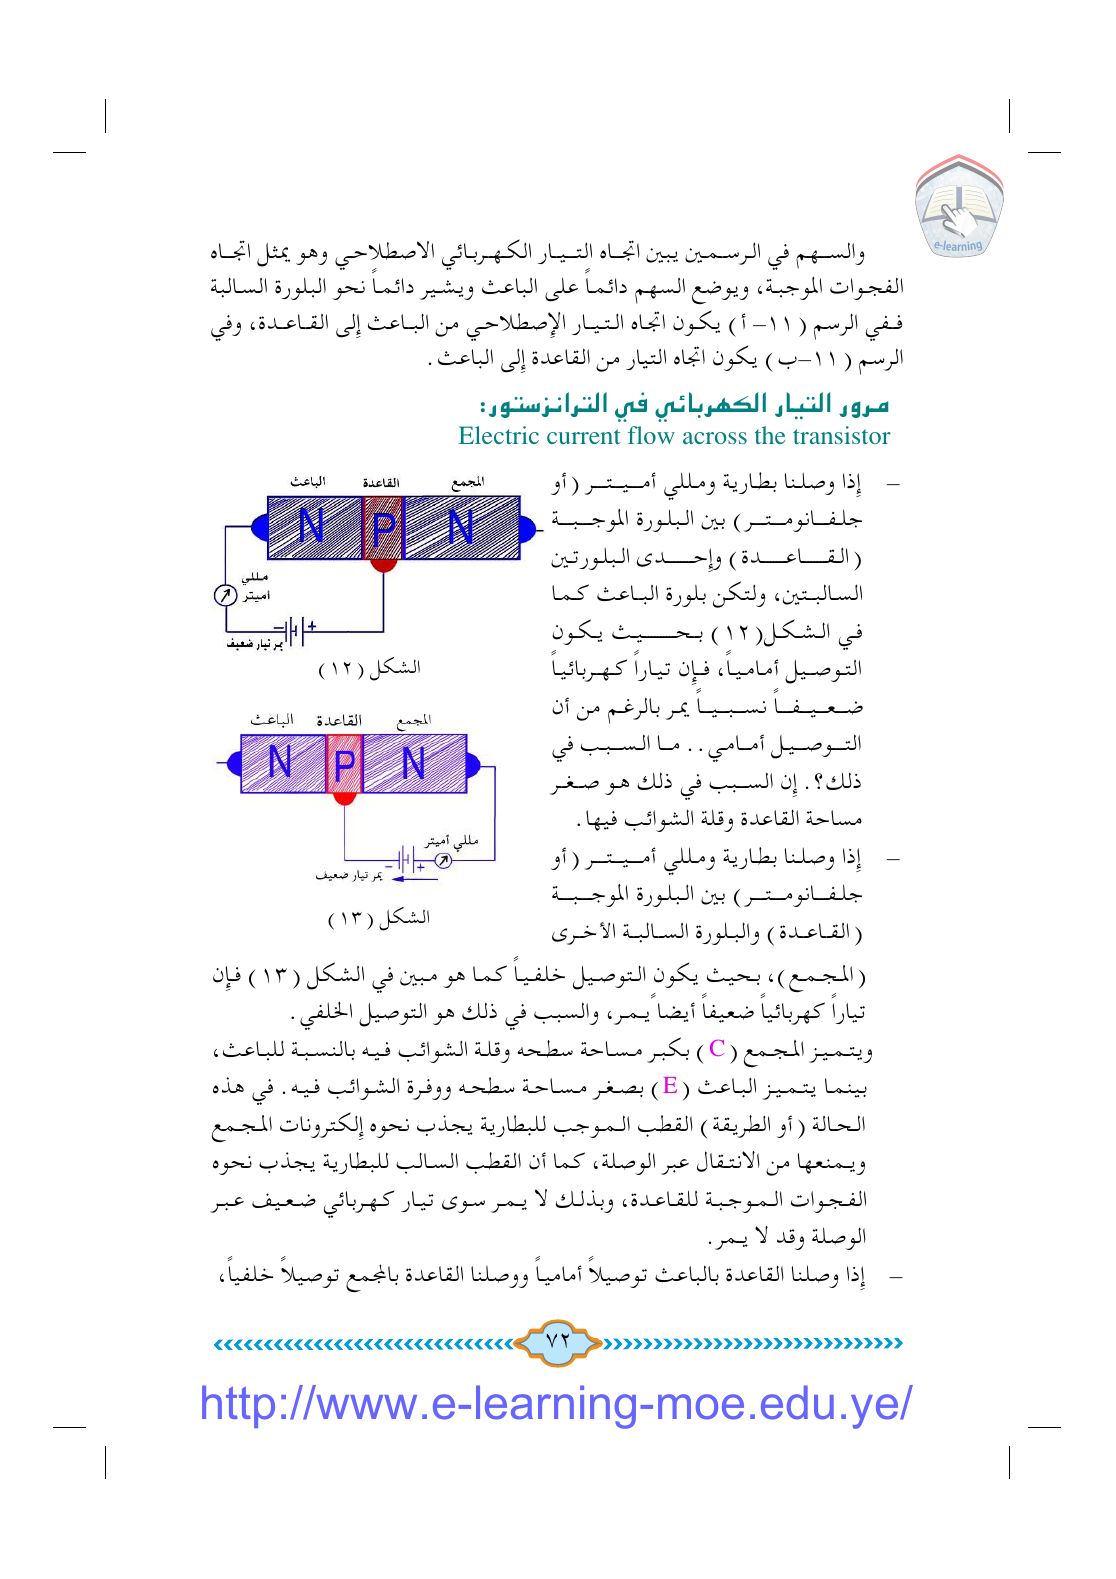 e-learning
والسهم في الرسمين يبين اتجاه التيار الكهربائي الاصطلاحي وهو يمثل اتجاه
الفجوات الموجبة، ويوضع السهم دائماً على الباعث ويشير دائماً نحو البلورة السالبة
ففي الرسم (١١- أ) يكون اتجاه التيار الإصطلاحي من الباعث إلى القاعدة، وفي
الرسم (١١-ب) يكون اتجاه التيار من القاعدة إلى الباعث.
مرور التيار الكهربائي في الترانزستور:
Electric current flow across the transistor
– إذا وصلنا بطارية ومللي أميتر (أو
جلفانومتر) بين البلورة الموجبة
(القاعدة) وإحدى البلورتين
السالبتين، ولتكن بلورة الباعث كما
في الشكل(١٢) بحيث يكون
التوصيل أمامياً، فإن تياراً كهربائياً
ضعيفاً نسبياً يمر بالرغم من أن
التوصيل أمامي.. ما السبب في
ذلك؟. إن السبب في ذلك هو صغر
مساحة القاعدة وقلة الشوائب فيها.
المجمع القاعدة الباعث
N P N
مللي
أميتر
– +
يمر تيار ضعيف
الشكل (١٢)
المجمع القاعدة الباعث
N P N
مللي أميتر
– +
يمر تيار ضعيف
الشكل (١٣)
– إذا وصلنا بطارية ومللي أميتر (أو
جلفانومتر) بين البلورة الموجبة
(القاعدة) والبلورة السالبة الأخرى
(المجمع)، بحيث يكون التوصيل خلفياً كما هو مبين في الشكل (١٣) فإن
تياراً كهربائياً ضعيفاً أيضاً يمر، والسبب في ذلك هو التوصيل الخلفي.
ويتميز المجمع (C) بكبر مساحة سطحه وقلة الشوائب فيه بالنسبة للباعث،
بينما يتميز الباعث (E) بصغر مساحة سطحه ووفرة الشوائب فيه. في هذه
الحالة (أو الطريقة) القطب الموجب للبطارية يجذب نحوه إلكترونات المجمع
ويمنعها من الانتقال عبر الوصلة، كما أن القطب السالب للبطارية يجذب نحوه
الفجوات الموجبة للقاعدة، وبذلك لا يمر سوى تيار كهربائي ضعيف عبر
الوصلة وقد لا يمر.
– إذا وصلنا القاعدة بالباعث توصيلاً أمامياً ووصلنا القاعدة بالمجمع توصيلاً خلفياً،
٧٢
http://www.e-learning-moe.edu.ye/